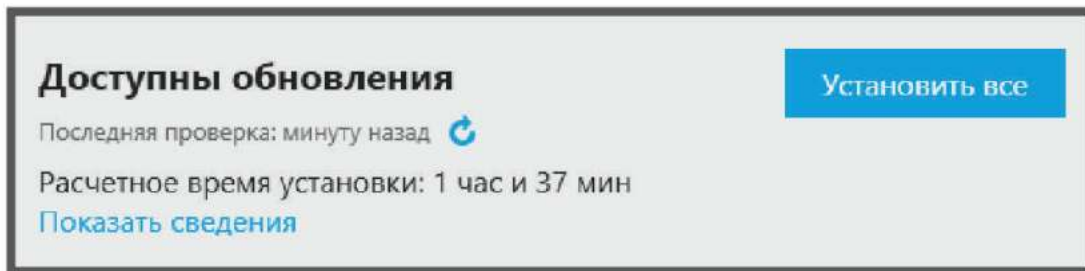 Доступны обновления
Установить все
Последняя проверка: минуту назад
Расчетное время установки: 1 час и 37 мин
Показать сведения